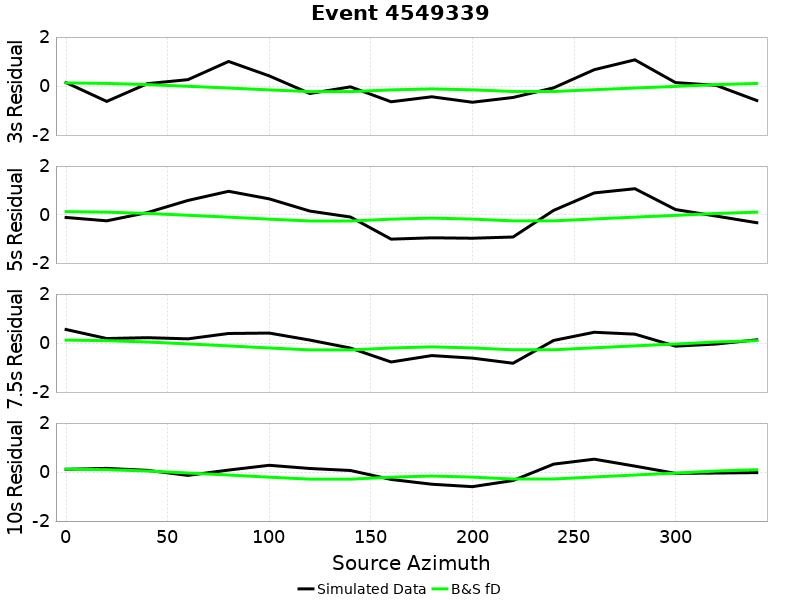 Event 4549339
3s Residual
2
0
-2
5s Residual
2
0
-2
7.5s Residual
2
0
-2
10s Residual
2
0
-2
0 50 100 150 200 250 300
Source Azimuth
Simulated Data B&S fD